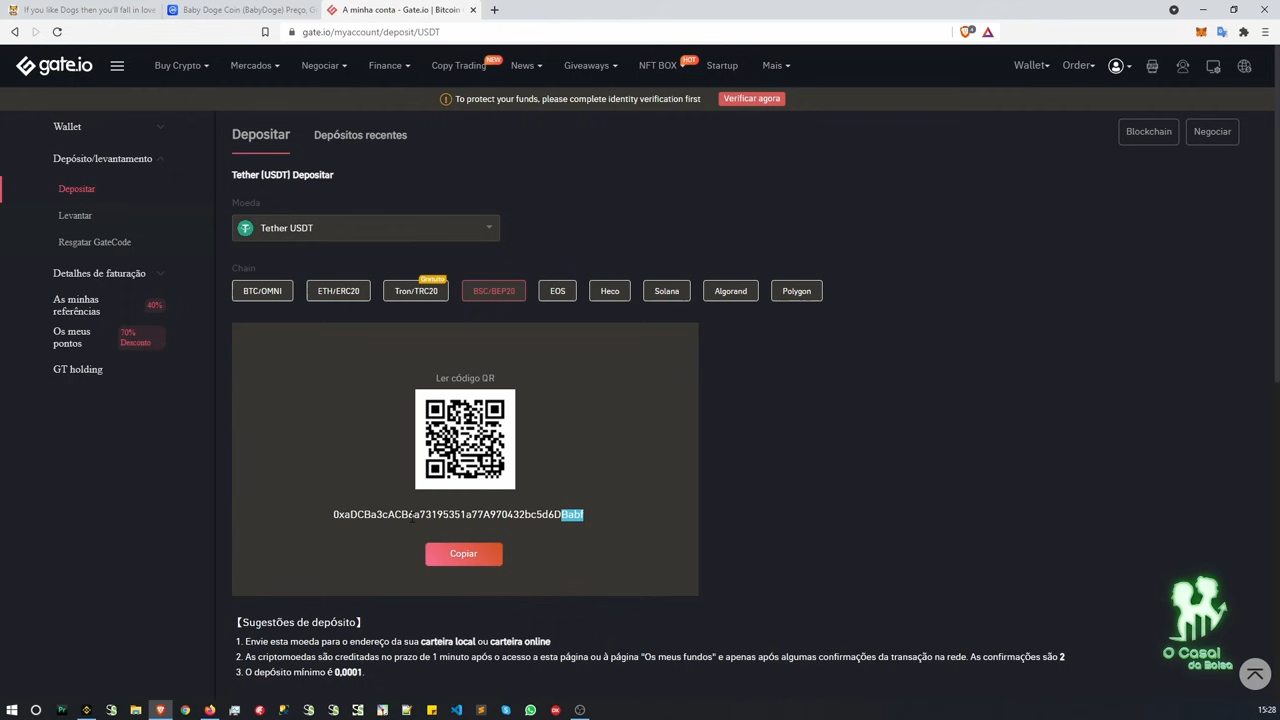 If you like Dogs then you'll fall in love
Baby Doge Coin (BabyDoge) Preço, G
A minha conta - Gate.io | Bitcoin
gate.io/myaccount/deposit/USDT
gate.io
Buy Crypto
Mercados
Negociar
Finance
Copy Trading
NEW
News
Giveaways
NFT BOX
HOT
Startup
Mais
Wallet
Order
To protect your funds, please complete identity verification first
Verificar agora
Wallet
Depósito/levantamento
Depositar
Levantar
Resgatar GateCode
Detalhes de faturação
As minhas referências
40%
Os meus pontos
70% Desconto
GT holding
Depositar
Depósitos recentes
Blockchain
Negociar
Tether (USDT) Depositar
Moeda
Tether USDT
Chain
Gratuito
BTC/OMNI
ETH/ERC20
Tron/TRC20
BSC/BEP20
EOS
Heco
Solana
Algorand
Polygon
Ler código QR
0xaDCBa3cACB6a73195351a77A970432bc5d6DBabf
Copiar
【Sugestões de depósito】
1. Envie esta moeda para o endereço da sua carteira local ou carteira online
2. As criptomoedas são creditadas no prazo de 1 minuto após o acesso a esta página ou à página "Os meus fundos" e apenas após algumas confirmações da transação na rede. As confirmações são 2
3. O depósito mínimo é 0,0001.
O Casal
da Bolsa
15:28